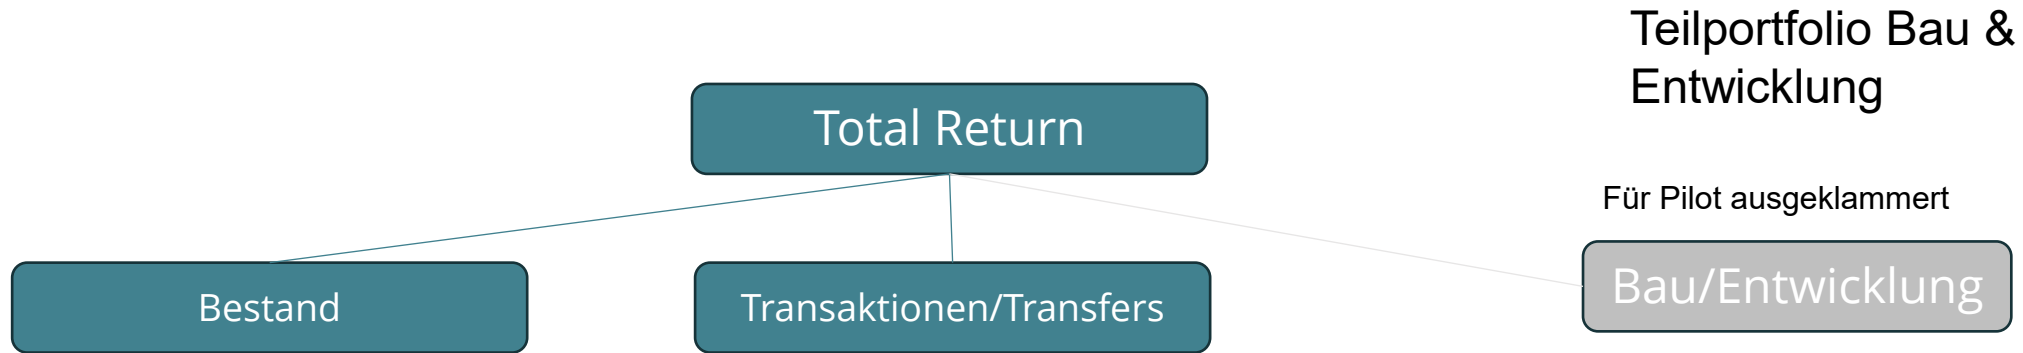 Teilportfolio Bau &
Entwicklung
Total Return
Für Pilot ausgeklammert
Bestand
Transaktionen/Transfers
Bau/Entwicklung